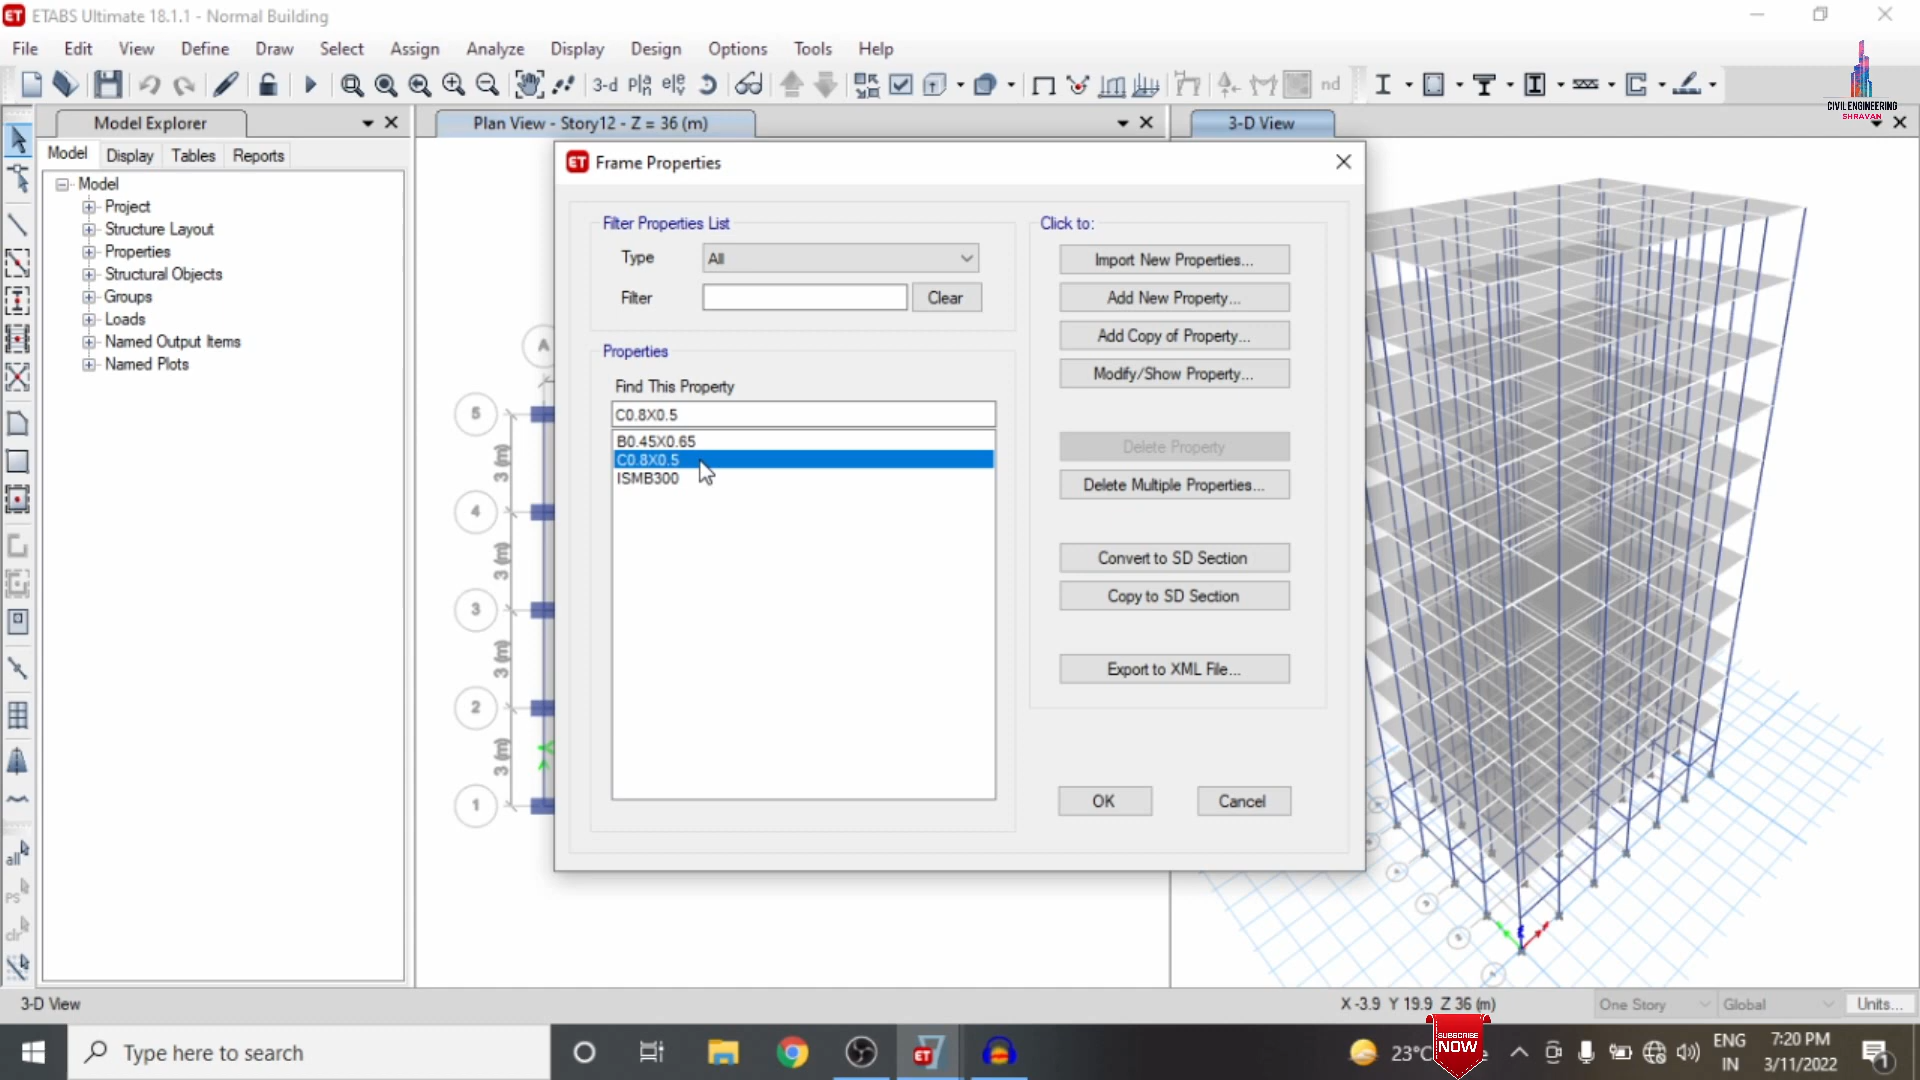 ET ETABS Ultimate 18.1.1 - Normal Building
File Edit View Define Draw Select Assign Analyze Display Design Options Tools Help
3-d
nd
CIVIL ENGINEERING
SHRAVAN
Model Explorer
Plan View - Story12 - Z = 36 (m)
3-D View
Model Display Tables Reports
Model
Project
Structure Layout
Properties
Structural Objects
Groups
Loads
Named Output Items
Named Plots
A
5
3 (m)
4
3 (m)
3
3 (m)
2
3 (m)
1
ET Frame Properties
Filter Properties List
Type All
Filter Clear
Properties
Find This Property
C0.8X0.5
B0.45X0.65
C0.8X0.5
ISMB300
Click to:
Import New Properties...
Add New Property...
Add Copy of Property...
Modify/Show Property...
Delete Property
Delete Multiple Properties...
Convert to SD Section
Copy to SD Section
Export to XML File...
OK Cancel
all
PS
clr
3-D View
X -3.9 Y 19.9 Z 36 (m)
One Story Global Units...
Type here to search
ET
23°C
SUBSCRIBE
NOW
ENG
IN
7:20 PM
3/11/2022
1